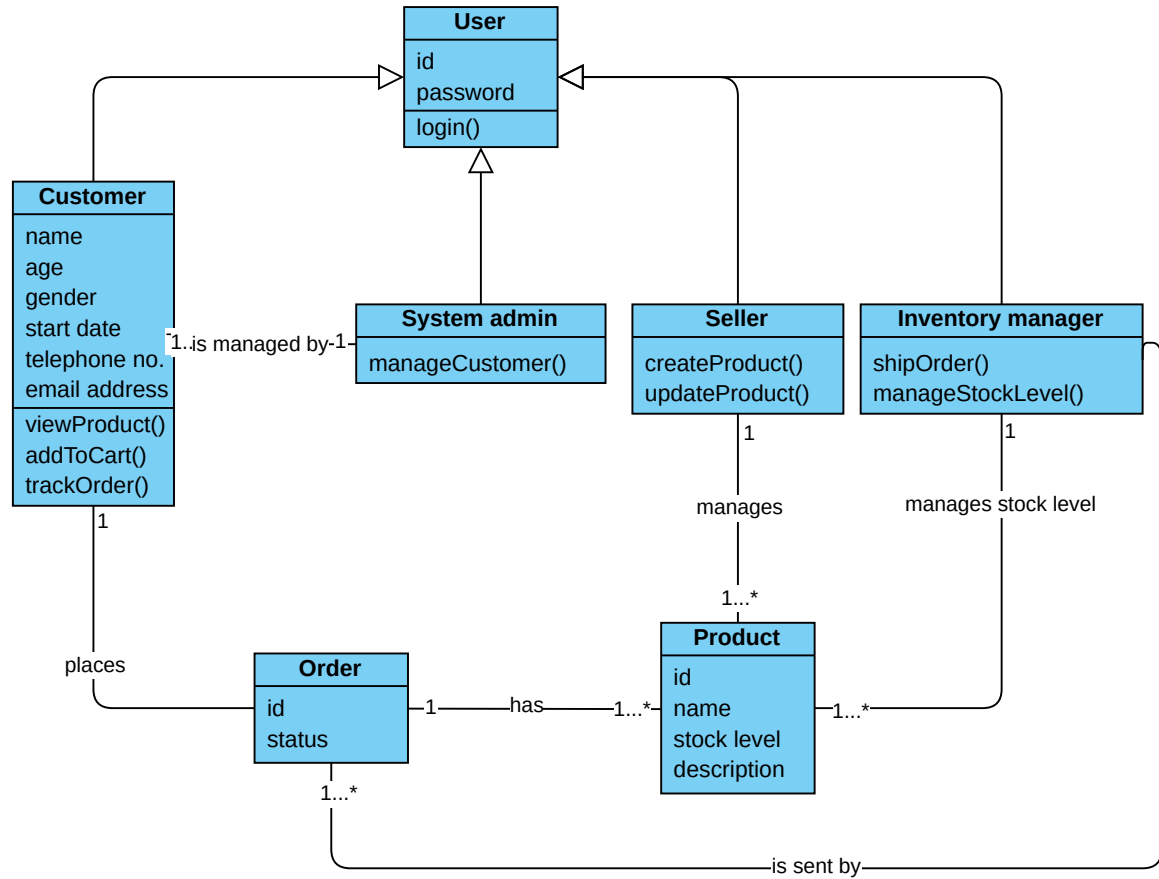 User
id
password
login()
Customer
name
age
gender
start date
telephone no.
email address
viewProduct()
addToCart()
trackOrder()
1..
is managed by
1
System admin
manageCustomer()
Seller
createProduct()
updateProduct()
Inventory manager
shipOrder()
manageStockLevel()
1
manages
1...*
1
manages stock level
1...*
1
places
Order
id
status
1
has
1...*
Product
id
name
stock level
description
1...*
is sent by